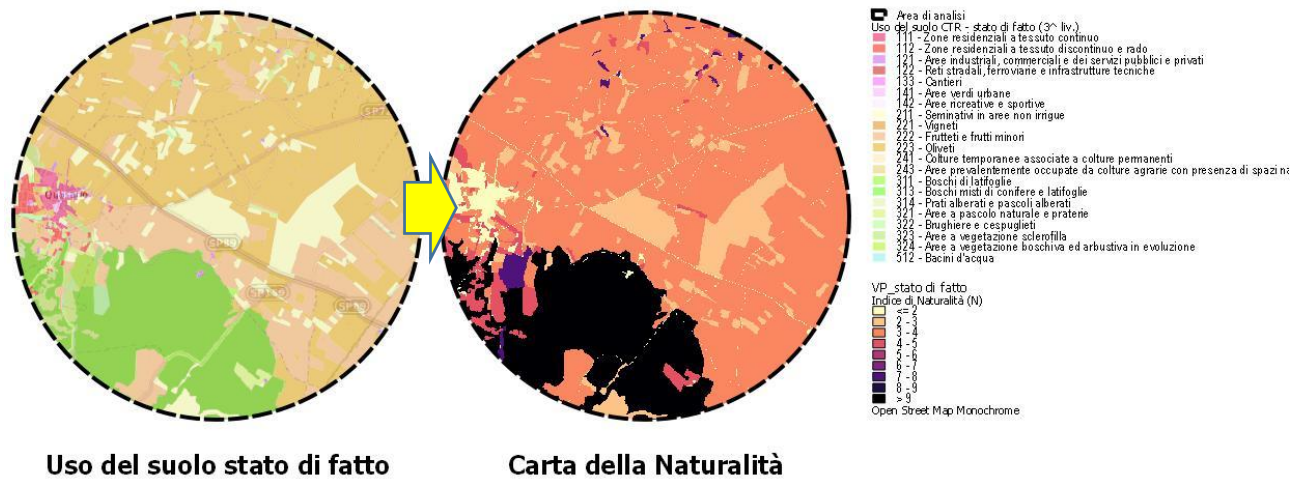 Area di analisi
Uso del suolo CTR - stato di fatto (3^ liv.)
111 - Zone residenziali a tessuto continuo
112 - Zone residenziali a tessuto discontinuo e rado
121 - Aree industriali, commerciali e dei servizi pubblici e privati
122 - Reti stradali, ferroviane e infrastrutture tecniche
133 - Cantieri
141 - Aree verdi urbane
142 - Aree ricreative e sportive
211 - Seminativi in aree non irrigue
221 - Vigneti
222 - Frutteti e frutti minori
223 - Oliveti
241 - Colture temporanee associate a colture permanenti
243 - Aree prevalentemente occupate da colture agrarie con presenza di spazi na
311 - Boschi di latifoglie
313 - Boschi misti di conifere e latifoglie
314 - Prati alberati e pascoli alberati
321 - Aree a pascolo naturale e praterie
322 - Brughiere e cespuglieti
323 - Aree a vegetazione sclerofilla
324 - Aree a vegetazione boschiva ed arbustiva in evoluzione
512 - Bacini d'acqua
VP_stato di fatto
Indice di Naturalità (N)
<= 2
2 - 3
3 - 4
4 - 5
5 - 6
6 - 7
7 - 8
8 - 9
> 9
Open Street Map Monochrome
SP89
Uso del suolo stato di fatto
Carta della Naturalità